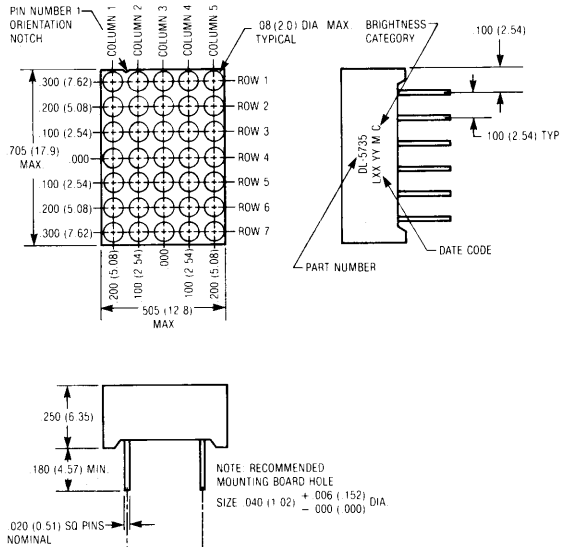 PIN NUMBER 1
ORIENTATION
NOTCH
COLUMN 1
COLUMN 2
COLUMN 3
COLUMN 4
COLUMN 5
.08 (2.0) DIA. MAX.
TYPICAL
BRIGHTNESS
CATEGORY
.100 (2.54)
.300 (7.62)
.200 (5.08)
.100 (2.54)
.705 (17.9)
MAX.
.000
.100 (2.54)
.200 (5.08)
.300 (7.62)
ROW 1
ROW 2
ROW 3
ROW 4
ROW 5
ROW 6
ROW 7
.200 (5.08)
.100 (2.54)
.000
.100 (2.54)
.200 (5.08)
.505 (12.8)
MAX
DL-5735
LXX YY M C
.100 (2.54) TYP
DATE CODE
PART NUMBER
.250 (6.35)
.180 (4.57) MIN.
NOTE: RECOMMENDED
MOUNTING BOARD HOLE
SIZE .040 (1.02) + .006 (.152) DIA.
− .000 (.000)
.020 (0.51) SQ PINS
NOMINAL